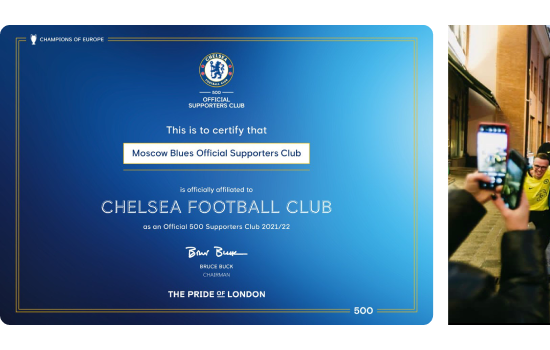 CHAMPIONS OF EUROPE
CHELSEA
FOOTBALL CLUB
500
OFFICIAL
SUPPORTERS CLUB
This is to certify that
Moscow Blues Official Supporters Club
is officially affiliated to
CHELSEA FOOTBALL CLUB
as an Official 500 Supporters Club 2021/22
Bruce Buck
BRUCE BUCK
CHAIRMAN
THE PRIDE OF LONDON
500